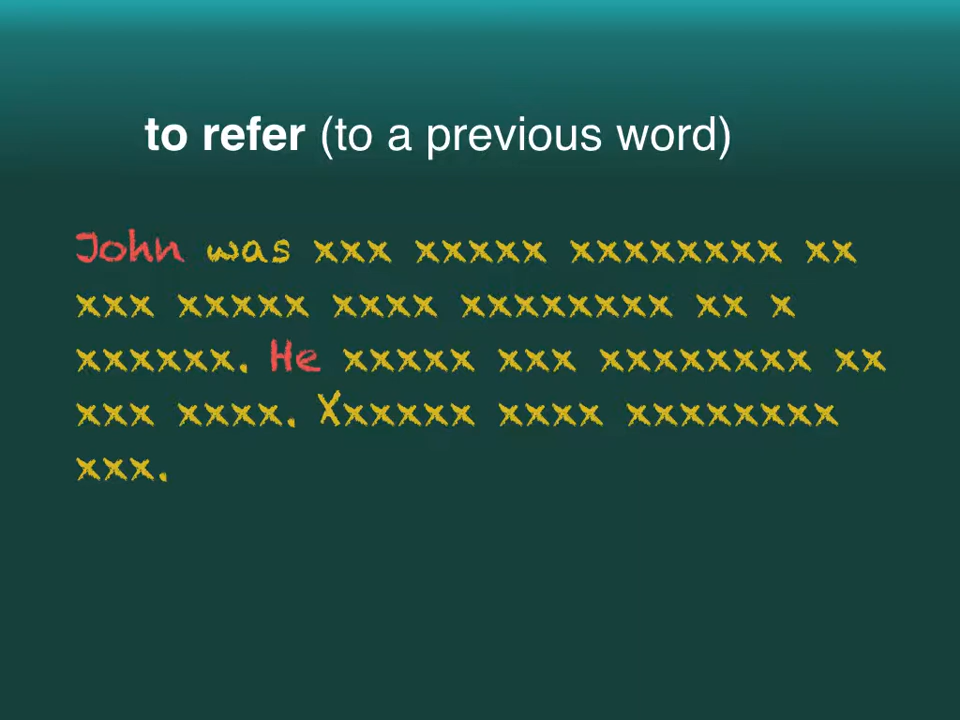 to refer (to a previous word)
John was xxx xxxxx xxxxxxxx xx
xxx xxxxx xxxx xxxxxxxx xx x
xxxxxx. He xxxxx xxx xxxxxxxx xx
xxx xxxx. Xxxxxx xxxx xxxxxxxx
xxx.